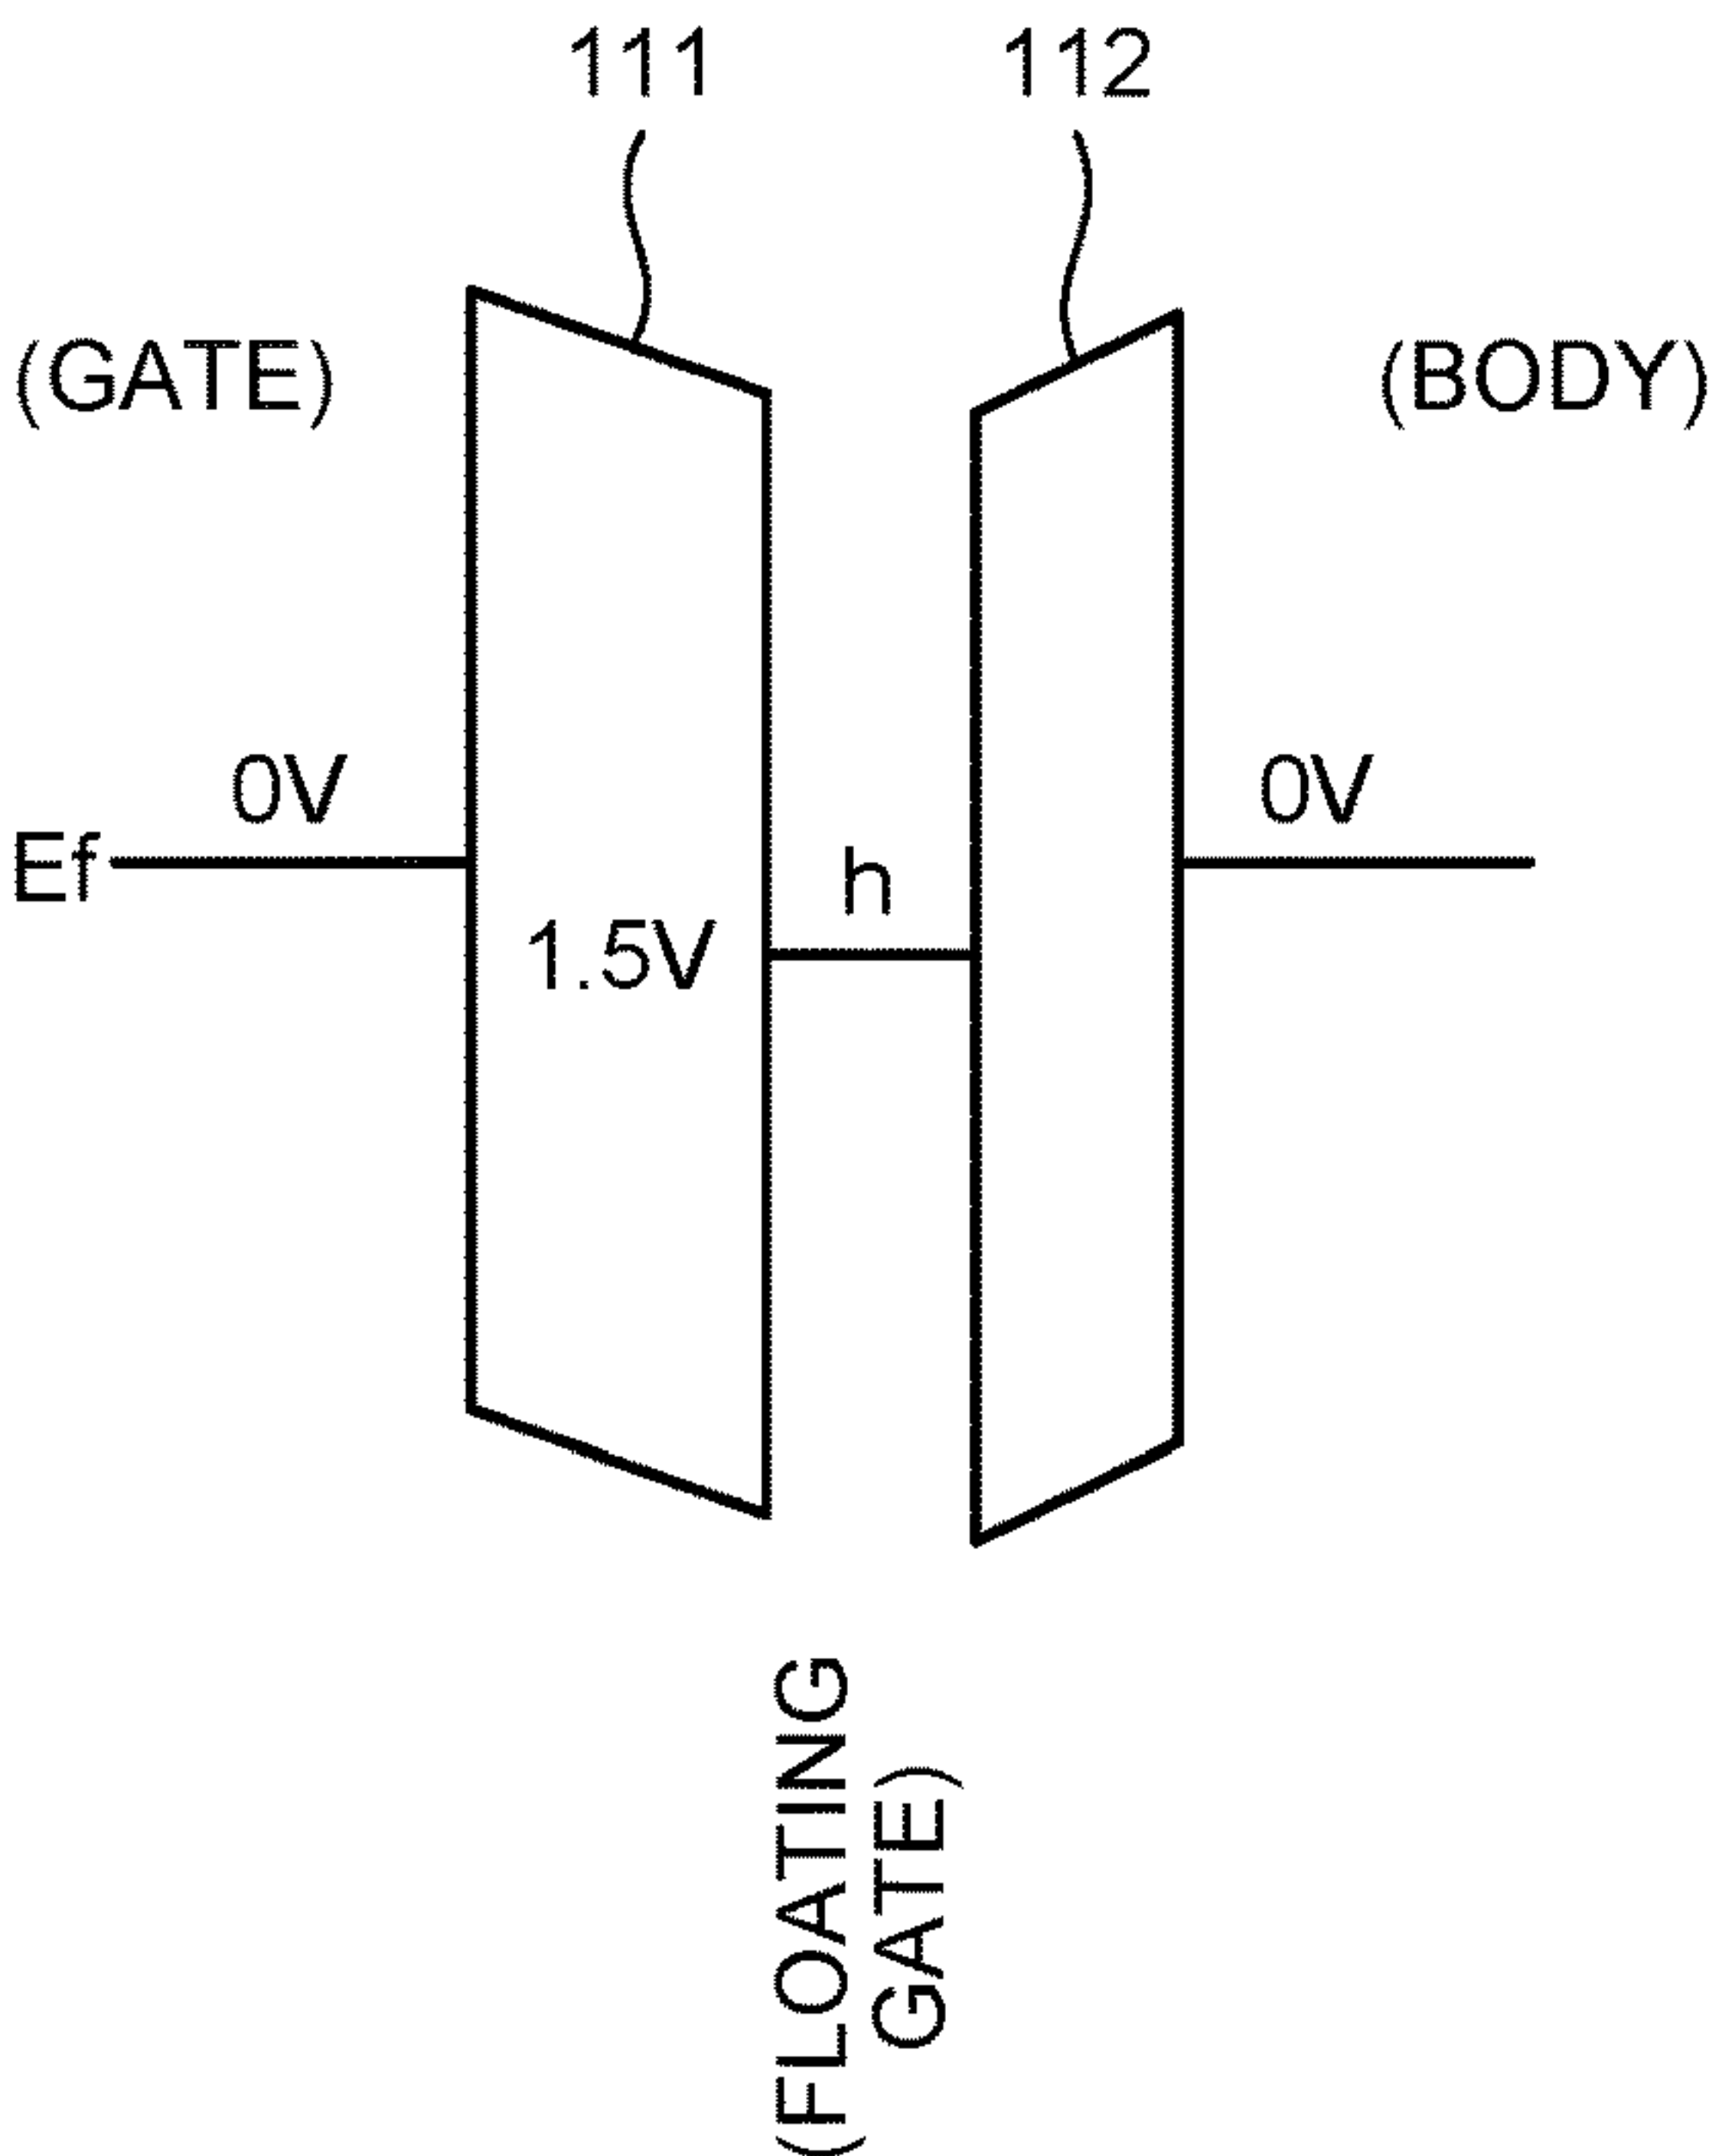 111
112
(GATE)
(BODY)
0V
0V
Ef
h
1.5V
(FLOATING
GATE)